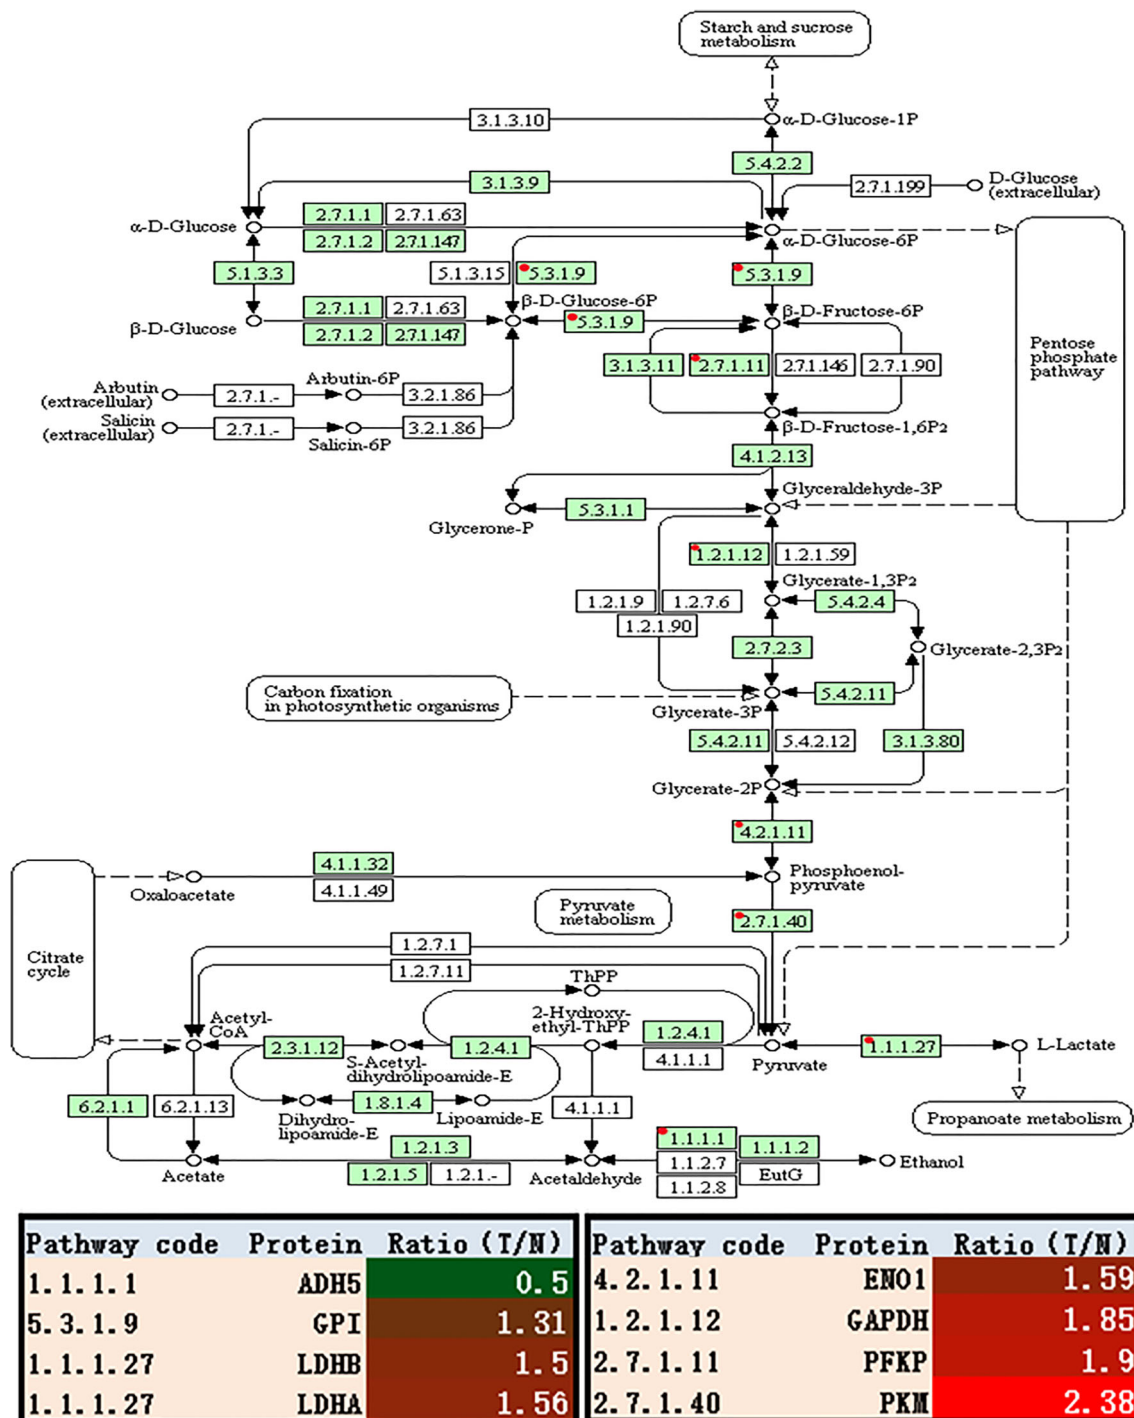 Starch and sucrose
metabolism
3.1.3.10
α-D-Glucose-1P
5.4.2.2
3.1.3.9
2.7.1.199
D-Glucose
(extracellular)
2.7.1.1
2.7.1.63
α-D-Glucose
2.7.1.2
2.7.1.147
α-D-Glucose-6P
5.1.3.3
5.1.3.15
5.3.1.9
5.3.1.9
2.7.1.1
2.7.1.63
β-D-Glucose-6P
β-D-Glucose
2.7.1.2
2.7.1.147
5.3.1.9
β-D-Fructose-6P
Pentose
phosphate
pathway
3.1.3.11
2.7.1.11
2.7.1.146
2.7.1.90
Arbutin
(extracellular)
2.7.1.-
Arbutin-6P
3.2.1.86
Salicin
(extracellular)
2.7.1.-
Salicin-6P
3.2.1.86
β-D-Fructose-1,6P2
4.1.2.13
Glyceraldehyde-3P
Glycerone-P
5.3.1.1
1.2.1.12
1.2.1.59
Glycerate-1,3P2
1.2.1.9
1.2.7.6
1.2.1.90
5.4.2.4
2.7.2.3
Glycerate-2,3P2
Carbon fixation
in photosynthetic organisms
5.4.2.11
Glycerate-3P
5.4.2.11
5.4.2.12
3.1.3.80
Glycerate-2P
4.2.1.11
4.1.1.32
Oxaloacetate
4.1.1.49
Phosphoenol-
pyruvate
Pyruvate
metabolism
2.7.1.40
Citrate
cycle
1.2.7.1
1.2.7.11
ThPP
Acetyl-
CoA
2-Hydroxy-
ethyl-ThPP
1.2.4.1
2.3.1.12
S-Acetyl-
dihydrolipoamide-E
1.2.4.1
4.1.1.1
Pyruvate
1.1.1.27
L-Lactate
6.2.1.1
6.2.1.13
Dihydro-
lipoamide-E
1.8.1.4
Lipoamide-E
4.1.1.1
Propanoate metabolism
1.2.1.3
Acetate
1.2.1.5
1.2.1.-
Acetaldehyde
1.1.1.1
1.1.1.2
1.1.2.7
EutG
1.1.2.8
Ethanol
Pathway code Protein Ratio (T/N)
1.1.1.1 ADH5 0.5
5.3.1.9 GPI 1.31
1.1.1.27 LDHB 1.5
1.1.1.27 LDHA 1.56
Pathway code Protein Ratio (T/N)
4.2.1.11 ENO1 1.59
1.2.1.12 GAPDH 1.85
2.7.1.11 PFKP 1.9
2.7.1.40 PKM 2.38